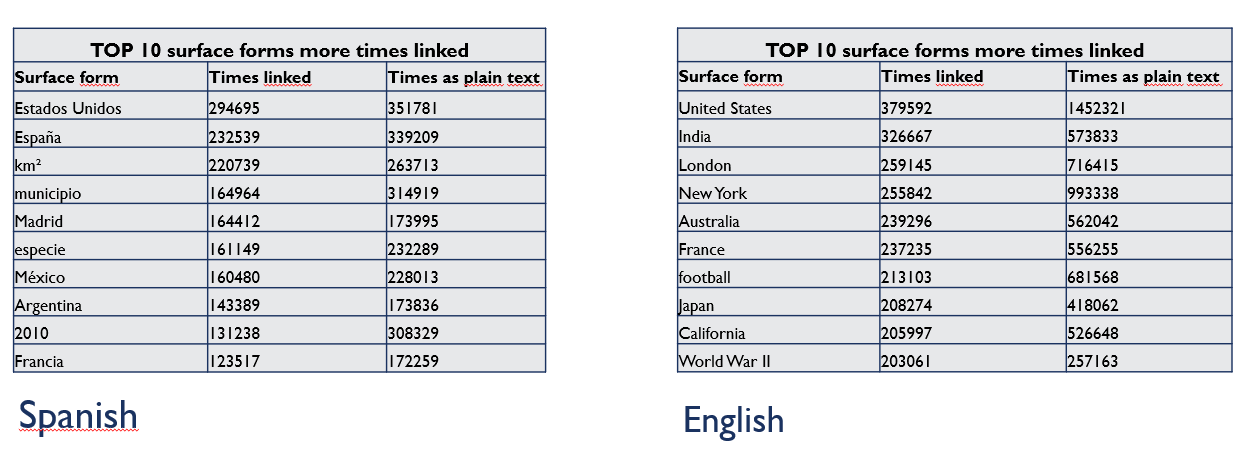 TOP 10 surface forms more times linked
Surface form Times linked Times as plain text
Estados Unidos 294695 351781
España 232539 339209
km² 220739 263713
municipio 164964 314919
Madrid 164412 173995
especie 161149 232289
México 160480 228013
Argentina 143389 173836
2010 131238 308329
Francia 123517 172259
Spanish
TOP 10 surface forms more times linked
Surface form Times linked Times as plain text
United States 379592 1452321
India 326667 573833
London 259145 716415
New York 255842 993338
Australia 239296 562042
France 237235 556255
football 213103 681568
Japan 208274 418062
California 205997 526648
World War II 203061 257163
English